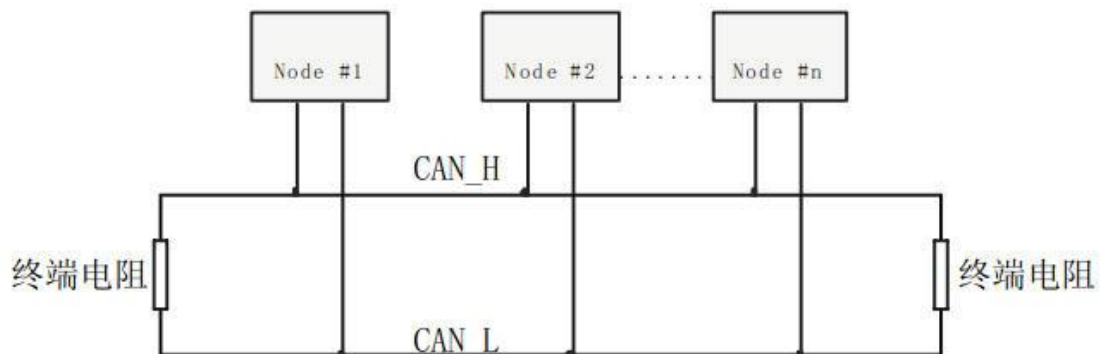 Node #1
Node #2
.......
Node #n
CAN_H
终端电阻
终端电阻
CAN_L